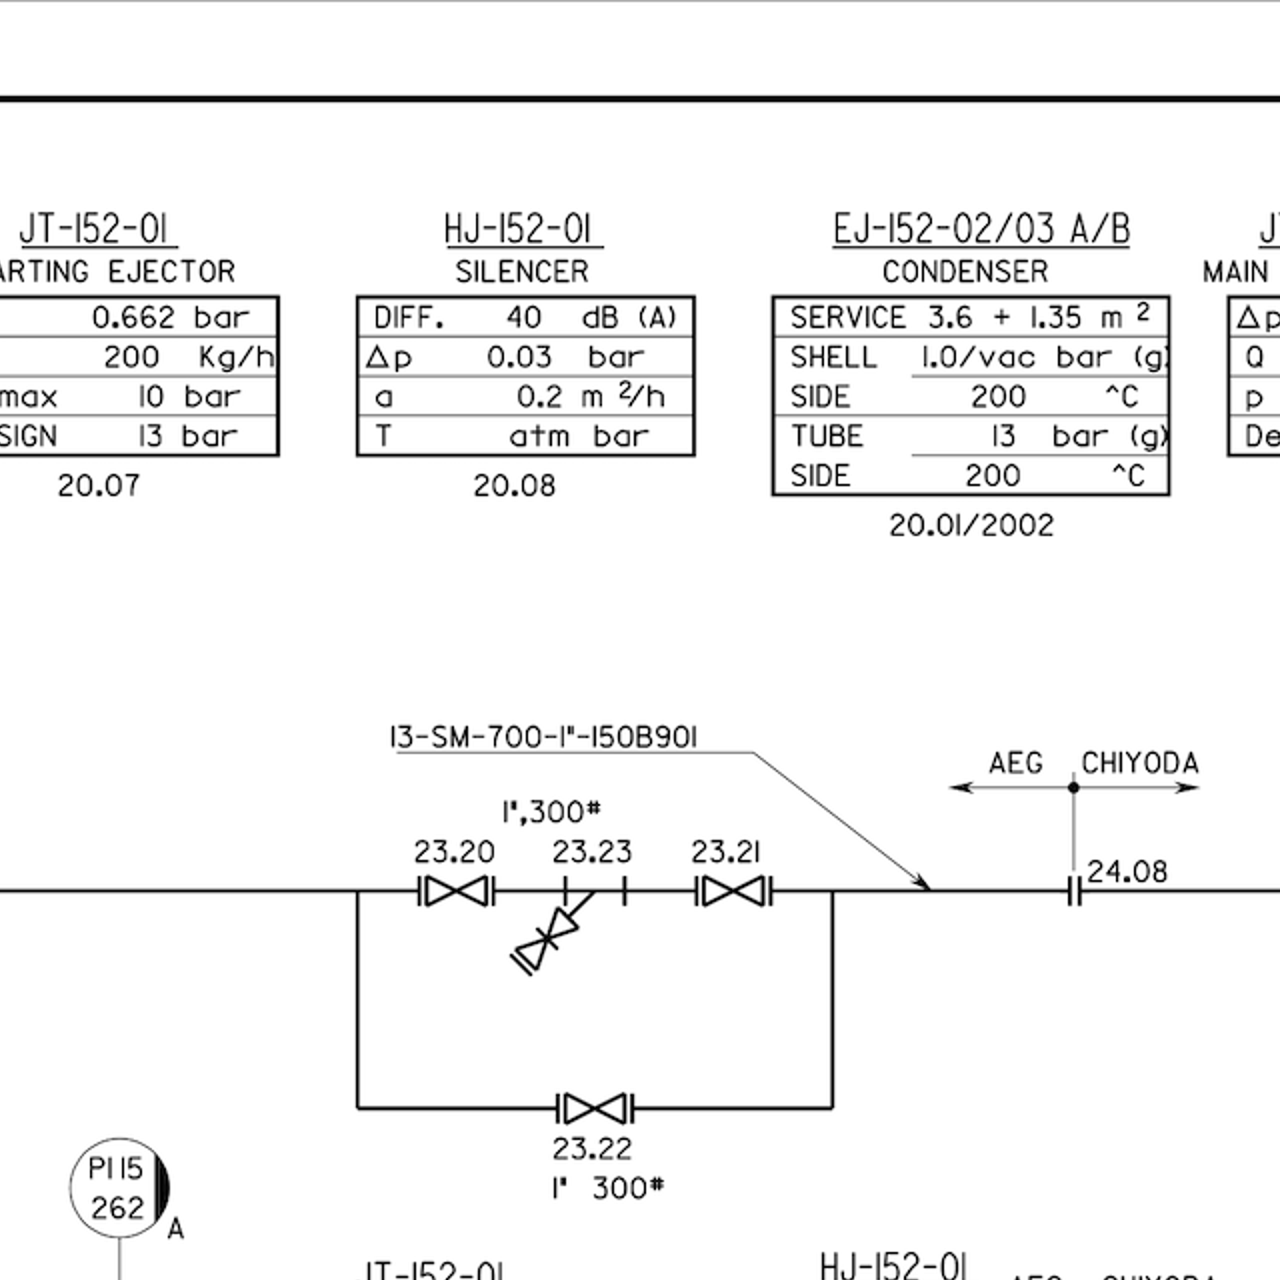 JT-152-01
ARTING EJECTOR
0.662 bar
200 Kg/h
max 10 bar
SIGN 13 bar
20.07
HJ-152-01
SILENCER
DIFF. 40 dB (A)
Δp 0.03 bar
a 0.2 m²/h
T atm bar
20.08
EJ-152-02/03 A/B
CONDENSER
SERVICE 3.6 + 1.35 m²
SHELL 1.0/vac bar (g)
SIDE 200 ^C
TUBE 13 bar (g)
SIDE 200 ^C
20.01/2002
J
MAIN
Δp
Q
p
De
13-SM-700-1"-150B901
AEG CHIYODA
1",300#
23.20 23.23 23.21
24.08
23.22
1" 300#
PI 15
262
A
JT-152-01
HJ-152-01
AEG CHIYODA